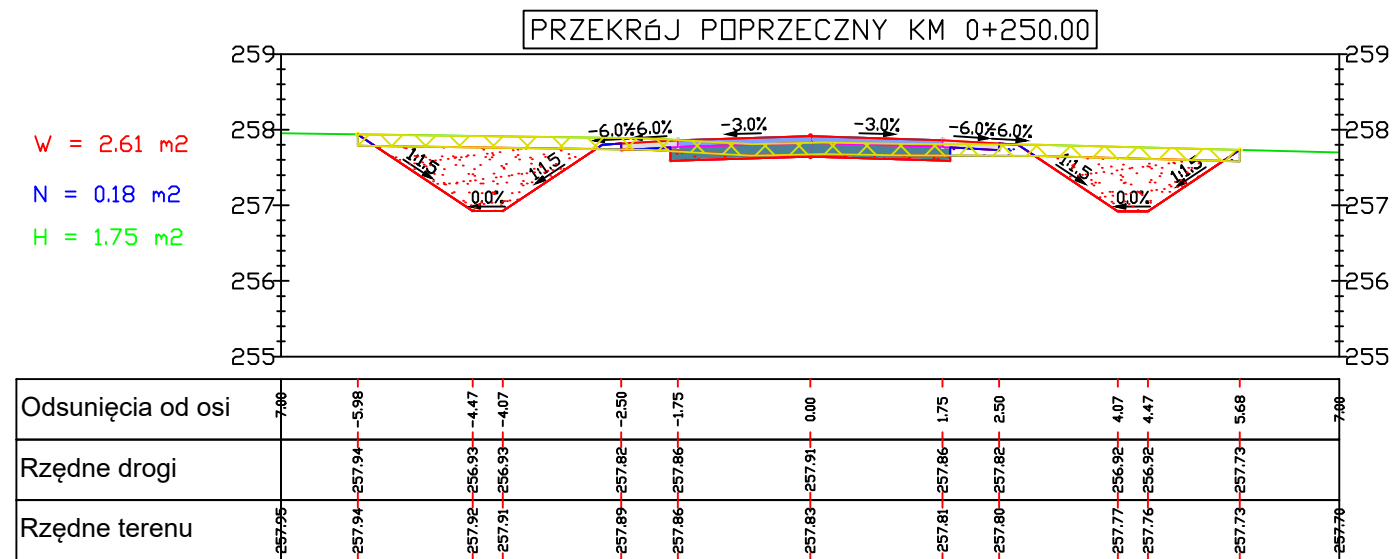 PRZEKRóJ POPRZECZNY KM 0+250.00
259 259
258 258
257 257
256 256
255 255
W = 2.61 m2
N = 0.18 m2
H = 1.75 m2
-6.0% -6.0% -3.0% -3.0% -6.0% -6.0%
1:1.5 1:1.5 1:1.5 1:1.5
0.0% 0.0%
Odsunięcia od osi 7.00 -5.98 -4.47 -4.07 -2.50 -1.75 0.00 1.75 2.50 4.07 4.47 5.68 7.00
Rzędne drogi 257.94 256.93 256.93 257.82 257.86 257.91 257.86 257.82 256.92 256.92 257.73
Rzędne terenu 257.95 257.94 257.92 257.91 257.89 257.86 257.83 257.81 257.80 257.77 257.76 257.73 257.70